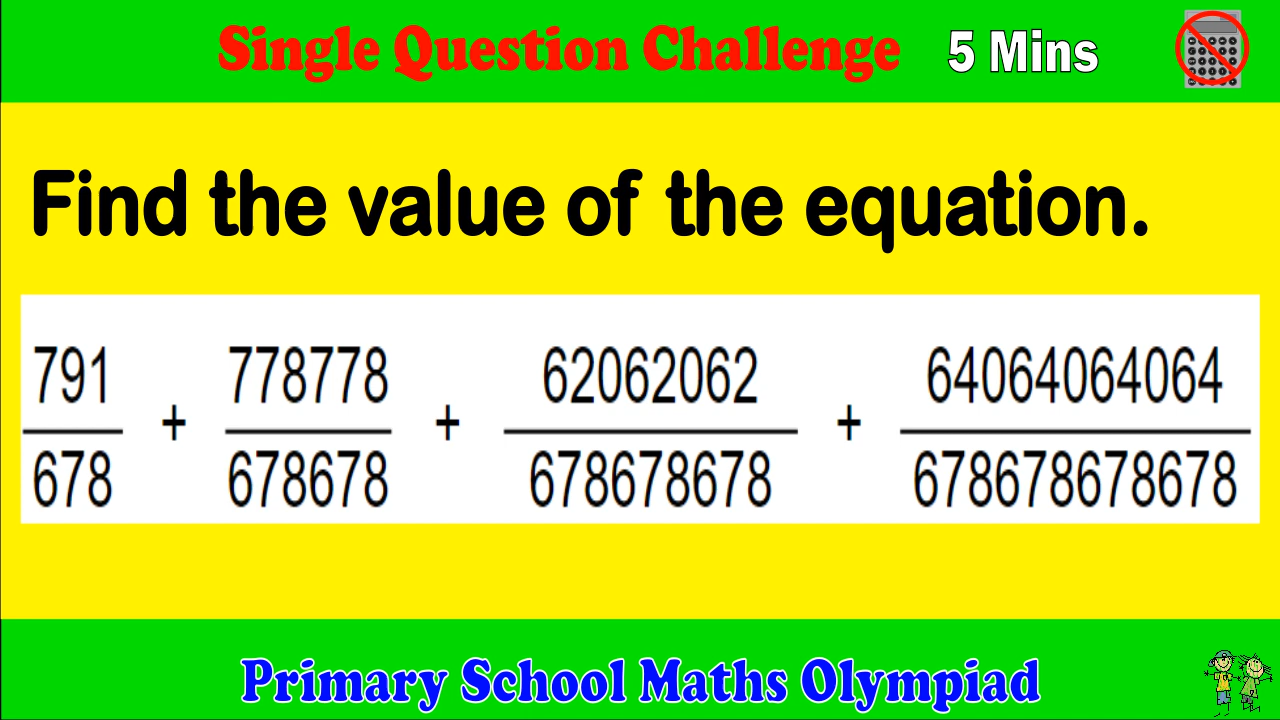 Single Question Challenge 5 Mins
Find the value of the equation.
791/678 + 778778/678678 + 62062062/678678678 + 64064064064/678678678678
Primary School Maths Olympiad